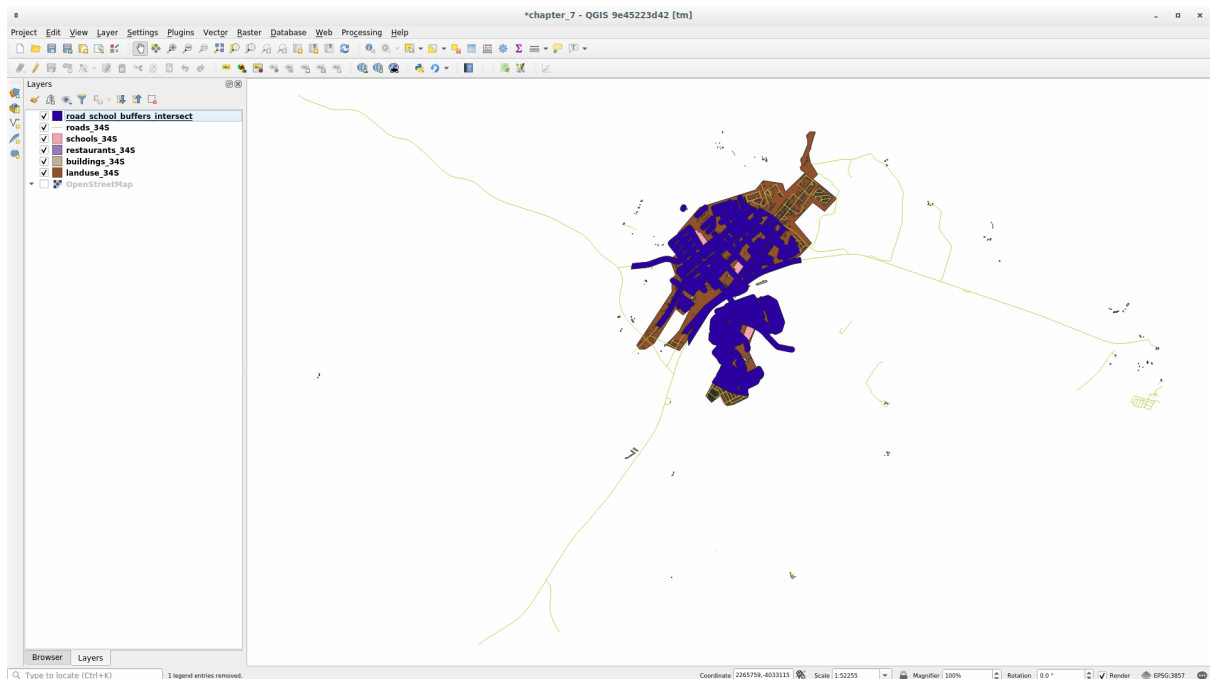 *chapter_7 - QGIS 9e45223d42 [tm]
Project Edit View Layer Settings Plugins Vector Raster Database Web Processing Help
Layers
road_school_buffers_intersect
roads_34S
schools_34S
restaurants_34S
buildings_34S
landuse_34S
OpenStreetMap
Browser Layers
Type to locate (Ctrl+K) 1 legend entries removed. Coordinate 2265759,-4033115 Scale 1:52255 Magnifier 100% Rotation 0.0 ° Render EPSG:3857